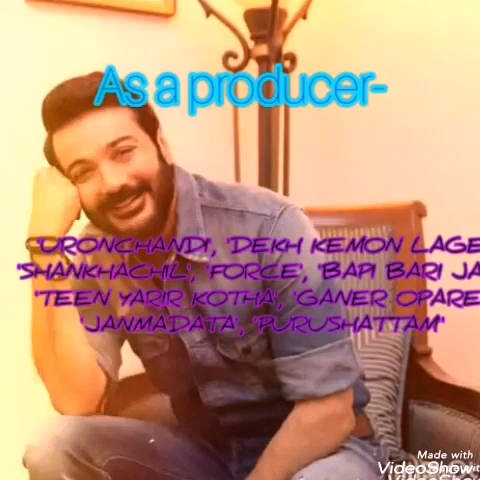 As a producer-
'URONCHANDI', 'DEKH KEMON LAGE
'SHANKHACHIL', 'FORCE', 'BAPI BARI JA
'TEEN YARIR KOTHA', 'GANER OPARE
'JANMADATA', 'PURUSHATTAM'
Made with
VideoShow
VideoShow